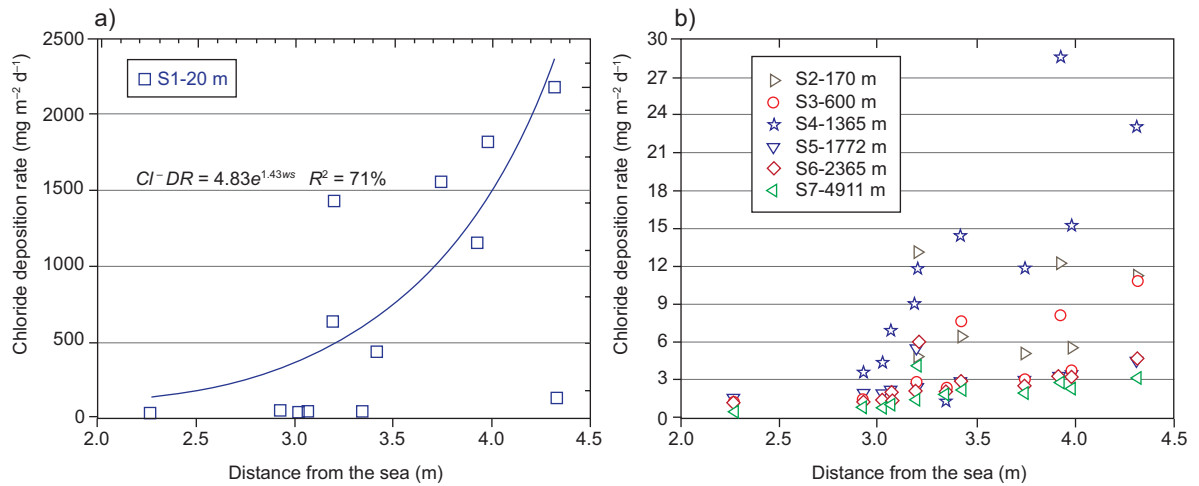 a)
Chloride deposition rate (mg m⁻² d⁻¹)
2500
2000
1500
1000
500
0
S1-20 m
Cl⁻ DR = 4.83e^1.43ws R² = 71%
2.0 2.5 3.0 3.5 4.0 4.5
Distance from the sea (m)
b)
Chloride deposition rate (mg m⁻² d⁻¹)
30
27
24
21
18
15
12
9
6
3
0
S2-170 m
S3-600 m
S4-1365 m
S5-1772 m
S6-2365 m
S7-4911 m
2.0 2.5 3.0 3.5 4.0 4.5
Distance from the sea (m)